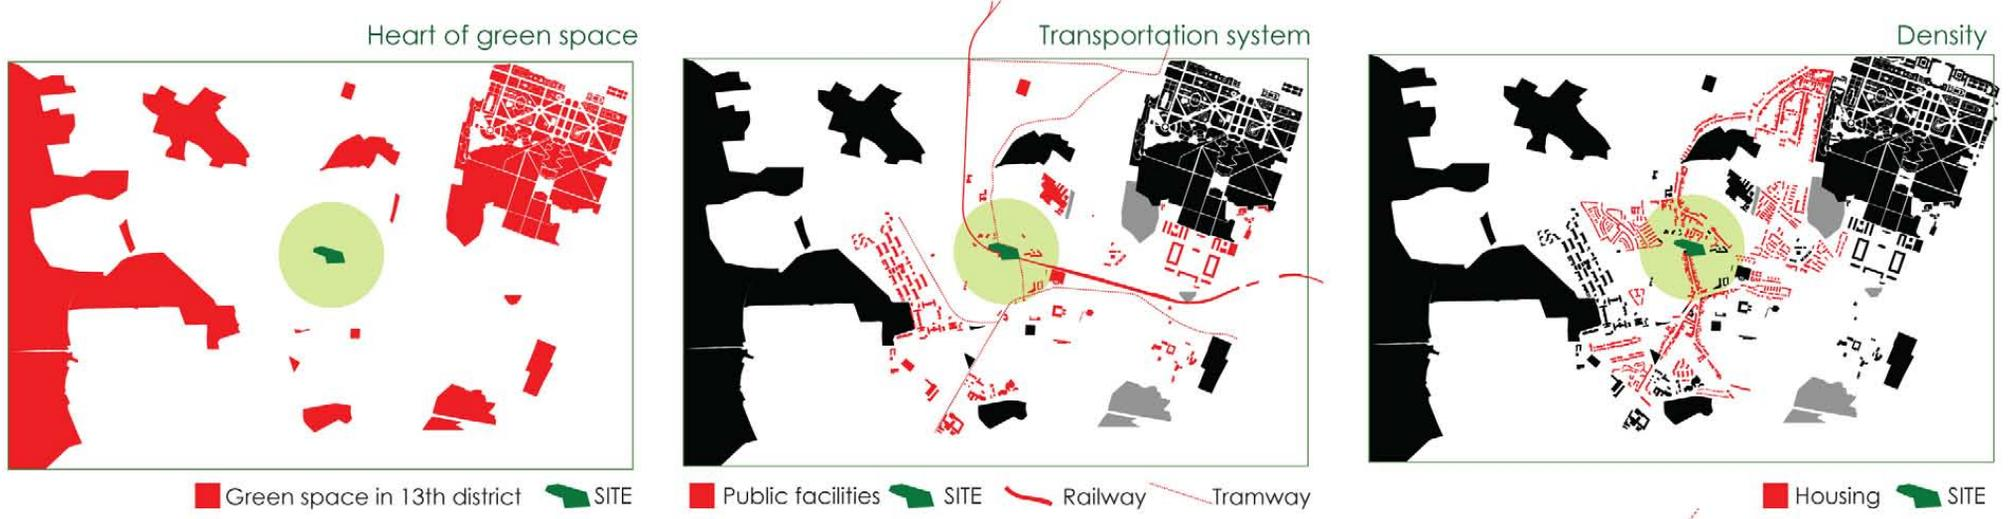 Heart of green space
Transportation system
Density
Green space in 13th district
SITE
Public facilities
SITE
Railway
Tramway
Housing
SITE